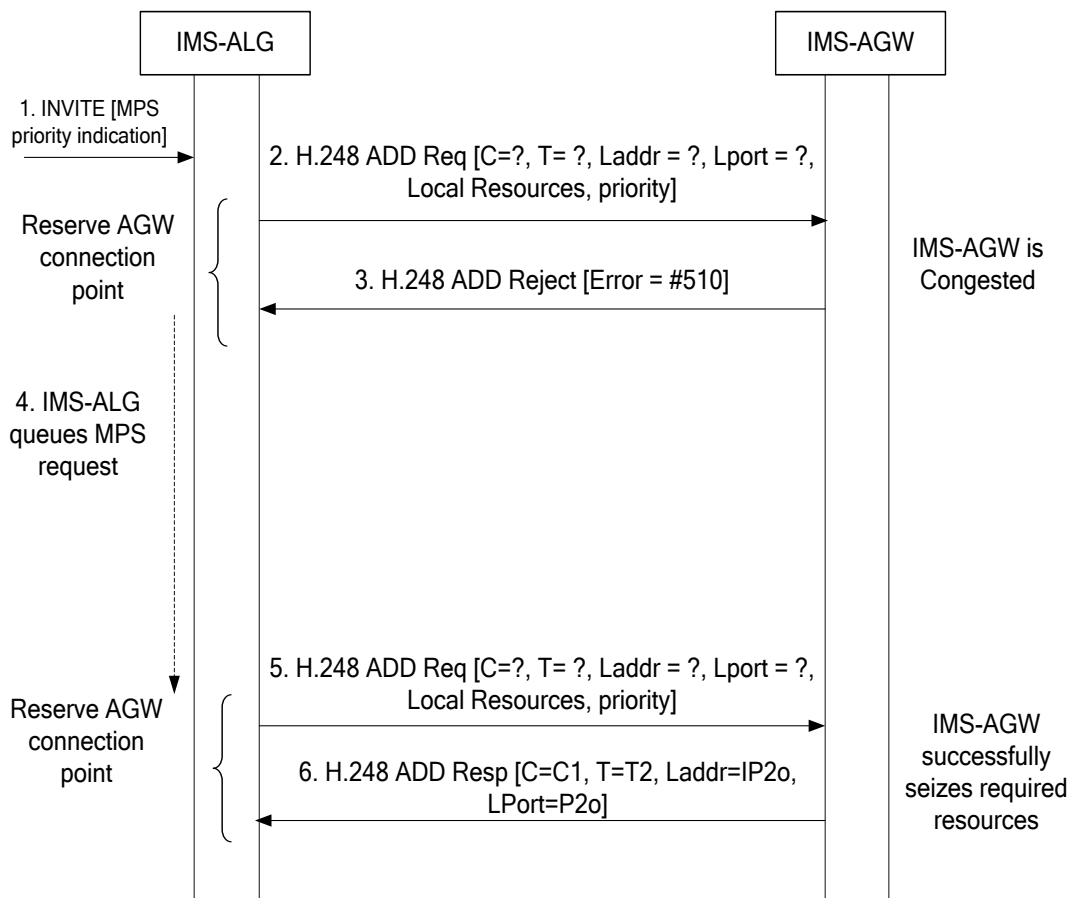 IMS-ALG
IMS-AGW
1. INVITE [MPS
priority indication]
2. H.248 ADD Req [C=?, T= ?, Laddr = ?, Lport = ?,
Local Resources, priority]
Reserve AGW
connection
point
3. H.248 ADD Reject [Error = #510]
IMS-AGW is
Congested
4. IMS-ALG
queues MPS
request
5. H.248 ADD Req [C=?, T= ?, Laddr = ?, Lport = ?,
Local Resources, priority]
Reserve AGW
connection
point
6. H.248 ADD Resp [C=C1, T=T2, Laddr=IP2o,
LPort=P2o]
IMS-AGW
successfully
seizes required
resources